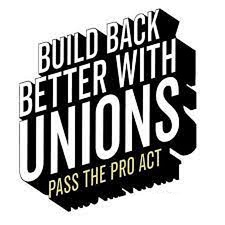 BUILD BACK
BETTER WITH
UNIONS
PASS THE PRO ACT